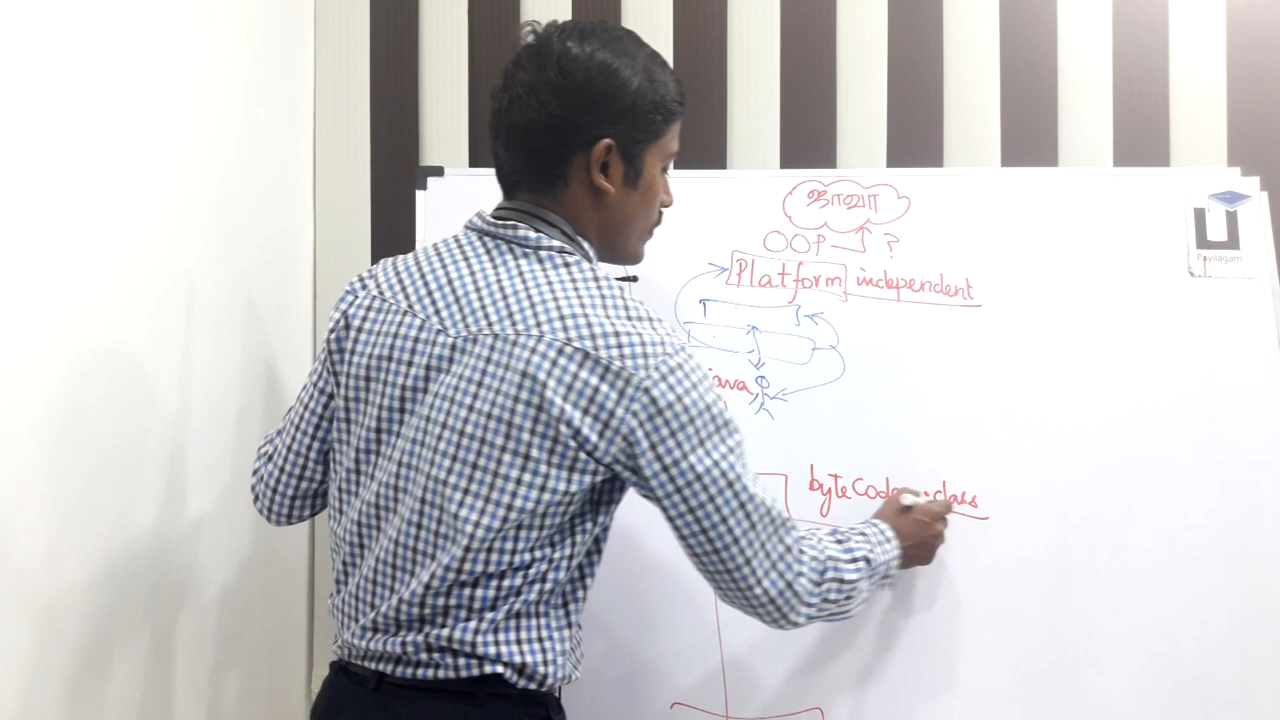 ஜாவா
OOP ?
Platform independent
java
byteCode .class
Payilagam